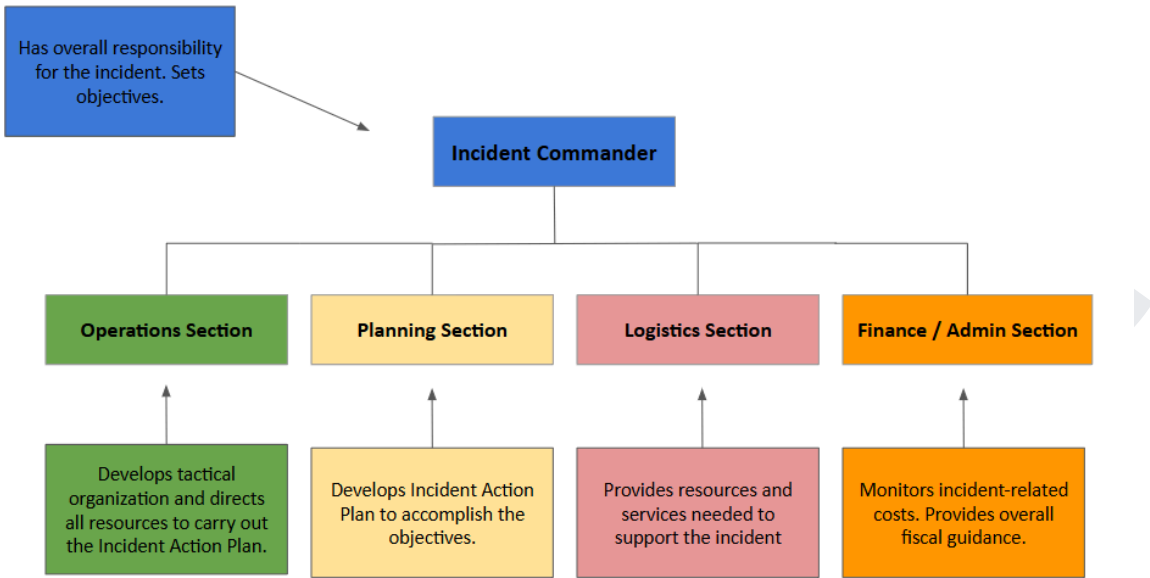 Has overall responsibility
for the incident. Sets
objectives.
Incident Commander
Operations Section
Planning Section
Logistics Section
Finance / Admin Section
Develops tactical
organization and directs
all resources to carry out
the Incident Action Plan.
Develops Incident Action
Plan to accomplish the
objectives.
Provides resources and
services needed to
support the incident
Monitors incident-related
costs. Provides overall
fiscal guidance.